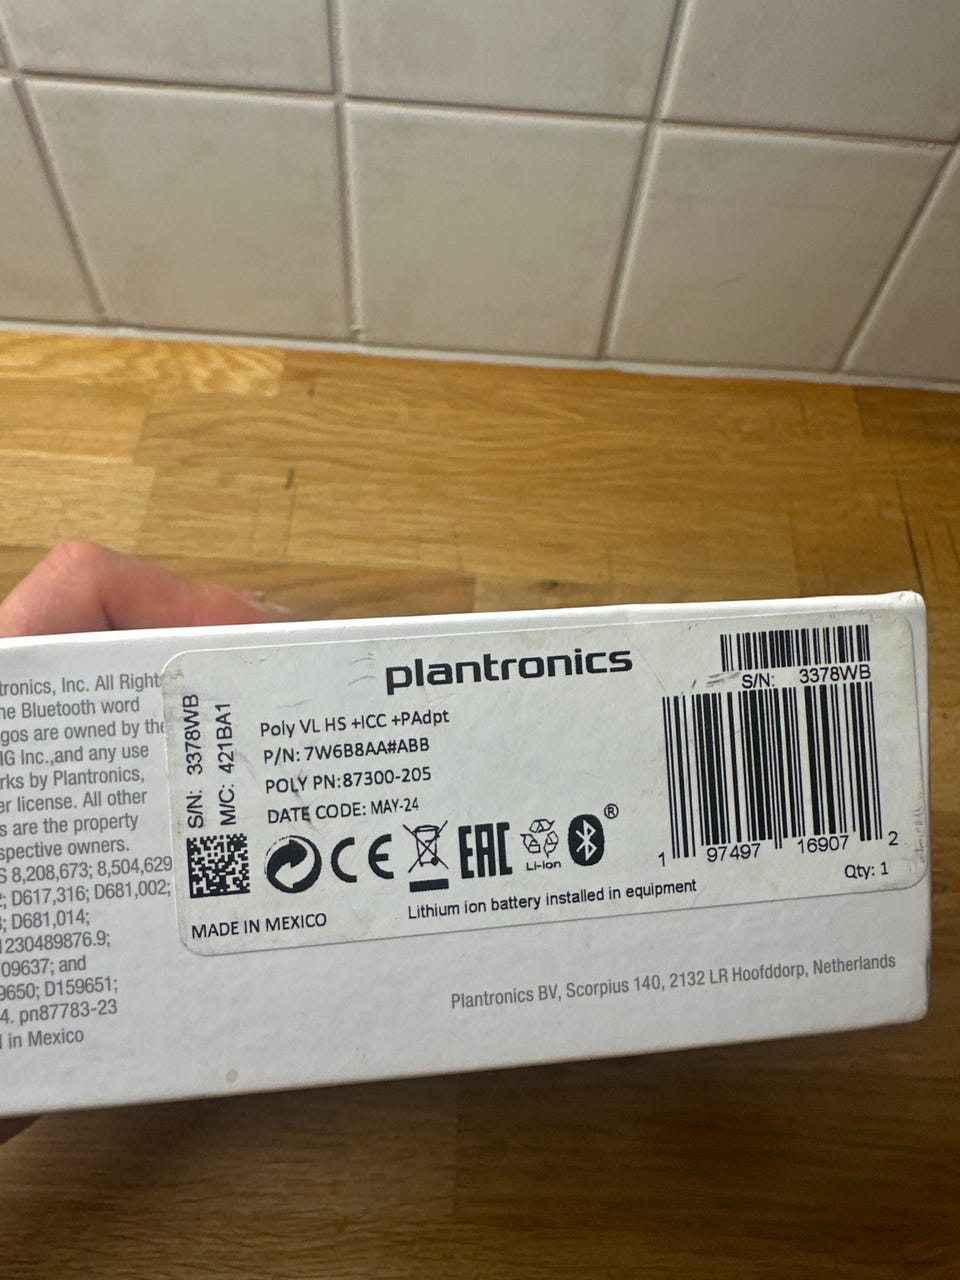 tronics, Inc. All Right
he Bluetooth word
gos are owned by the
IG Inc.,and any use
rks by Plantronics,
er license. All other
s are the property
spective owners.
S 8,208,673; 8,504,629
; D617,316; D681,002;
; D681,014;
1230489876.9;
09637; and
9650; D159651;
4. pn87783-23
in Mexico
S/N: 3378WB
M/C: 421BA1
plantronics
Poly VL HS +ICC +PAdpt
P/N: 7W6B8AA#ABB
POLY PN:87300-205
DATE CODE: MAY-24
CE
EAC
Li-ion
®
MADE IN MEXICO
Lithium ion battery installed in equipment
S/N: 3378WB
1 97497 16907 2
Qty: 1
Plantronics BV, Scorpius 140, 2132 LR Hoofddorp, Netherlands